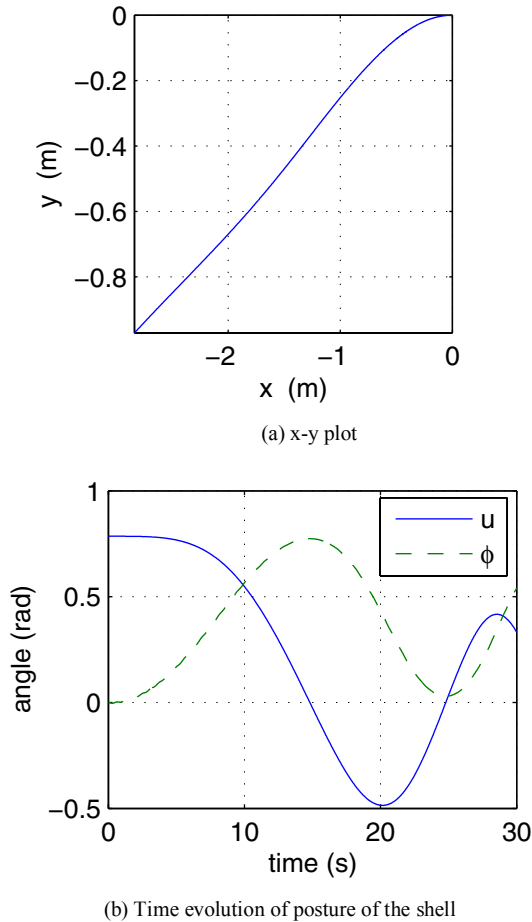 0
−0.2
−0.4
−0.6
−0.8
y (m)
−2
−1
0
x (m)
(a) x-y plot
1
0.5
0
−0.5
angle (rad)
u
ϕ
0
10
20
30
time (s)
(b) Time evolution of posture of the shell